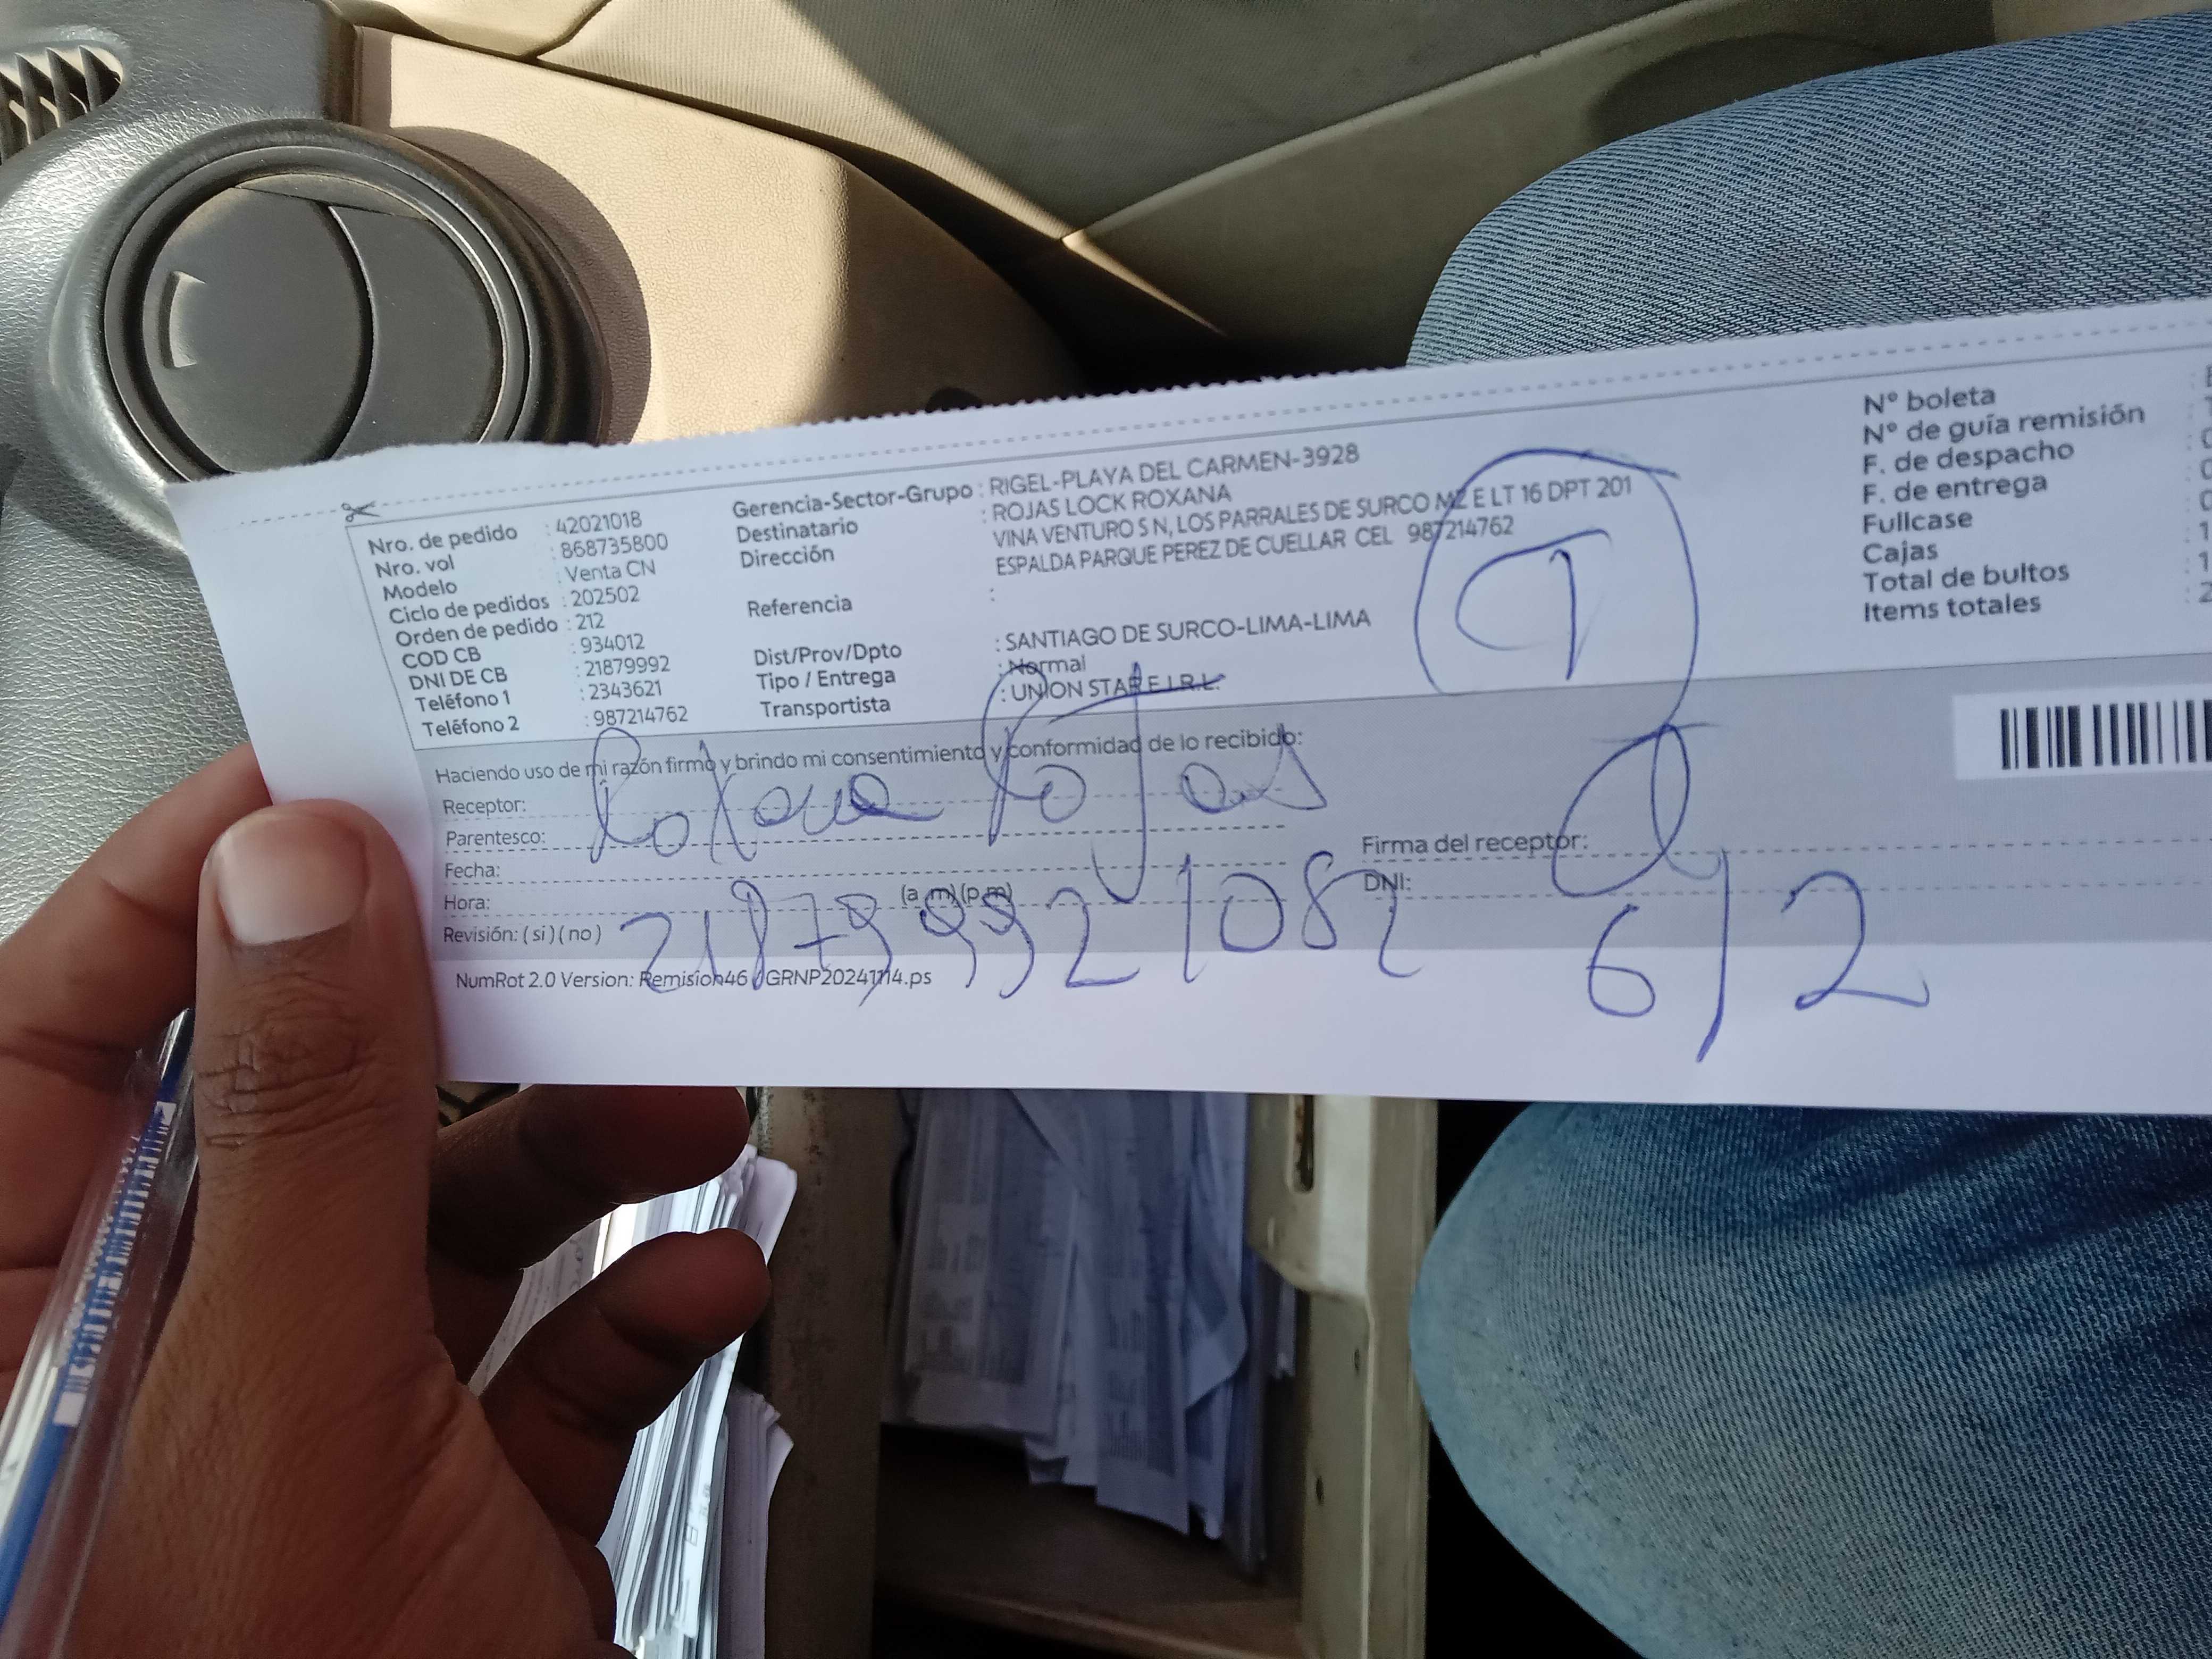 Nro. de pedido : 42021018
Nro. vol : 868735800
Modelo : Venta CN
Ciclo de pedidos : 202502
Orden de pedido : 212
COD CB : 934012
DNI DE CB : 21879992
Teléfono 1 : 2343621
Teléfono 2 : 987214762
Gerencia-Sector-Grupo : RIGEL-PLAYA DEL CARMEN-3928
Destinatario : ROJAS LOCK ROXANA
Dirección VINA VENTURO S N, LOS PARRALES DE SURCO MZ E LT 16 DPT 201
ESPALDA PARQUE PEREZ DE CUELLAR CEL 987214762
Referencia :
Dist/Prov/Dpto : SANTIAGO DE SURCO-LIMA-LIMA
Tipo / Entrega : Normal
Transportista : UNION STAR E.I.R.L.
N° boleta
N° de guía remisión
F. de despacho
F. de entrega
Fullcase
Cajas : 1
Total de bultos : 1
Items totales : 2
Haciendo uso de mi razón firmo y brindo mi consentimiento y conformidad de lo recibido:
Receptor: Roxana Rojas
Parentesco:
Fecha:
Hora: (a.m) (p.m)
Revisión: ( si ) ( no ) 21879992 1082
Firma del receptor:
DNI:
6/2
NumRot 2.0 Version: Remision46 GRNP20241114.ps